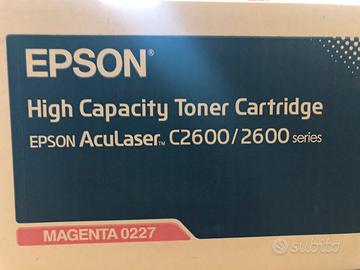 EPSON®
High Capacity Toner Cartridge
EPSON AcuLaser™ C2600/2600 series
MAGENTA 0227
subito